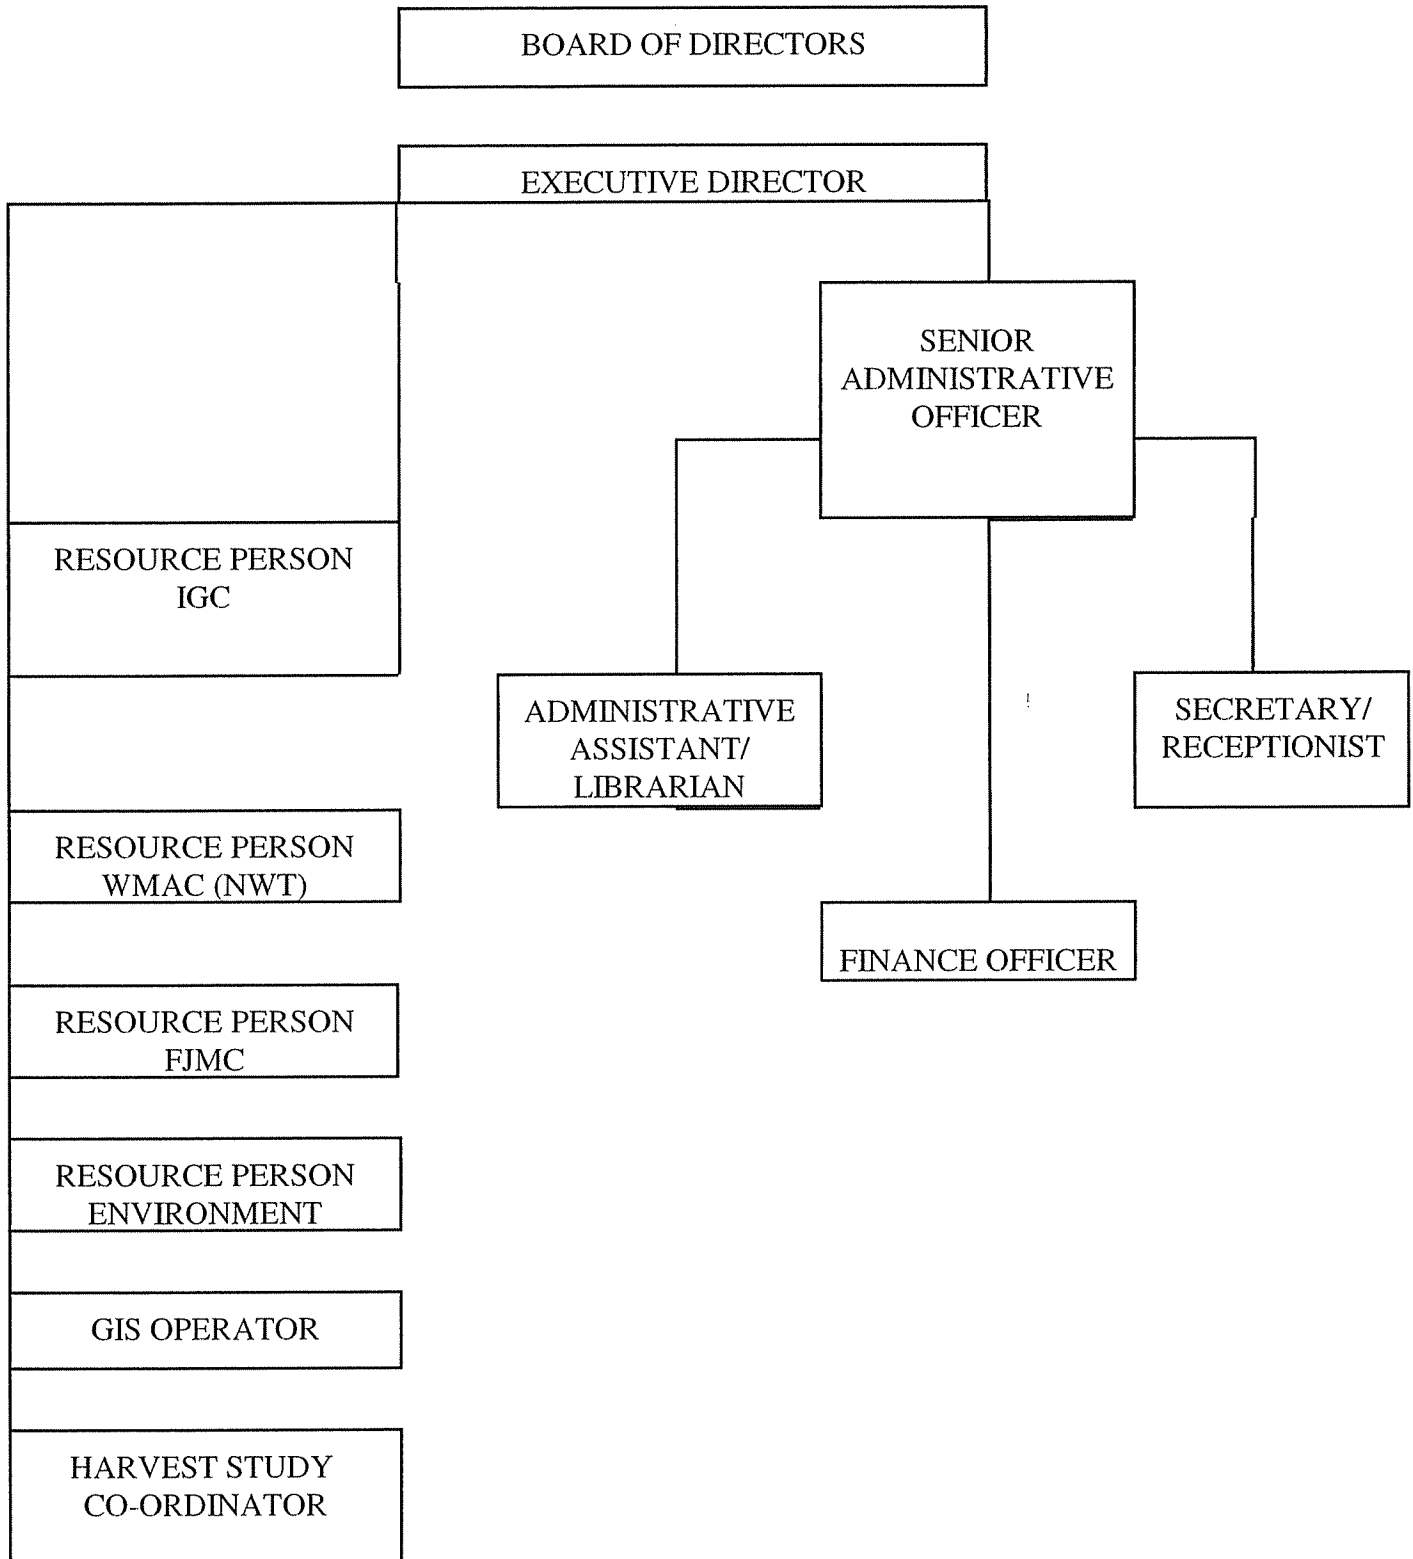 BOARD OF DIRECTORS
EXECUTIVE DIRECTOR
SENIOR
ADMINISTRATIVE
OFFICER
RESOURCE PERSON
IGC
ADMINISTRATIVE
ASSISTANT/
LIBRARIAN
SECRETARY/
RECEPTIONIST
RESOURCE PERSON
WMAC (NWT)
FINANCE OFFICER
RESOURCE PERSON
FJMC
RESOURCE PERSON
ENVIRONMENT
GIS OPERATOR
HARVEST STUDY
CO-ORDINATOR